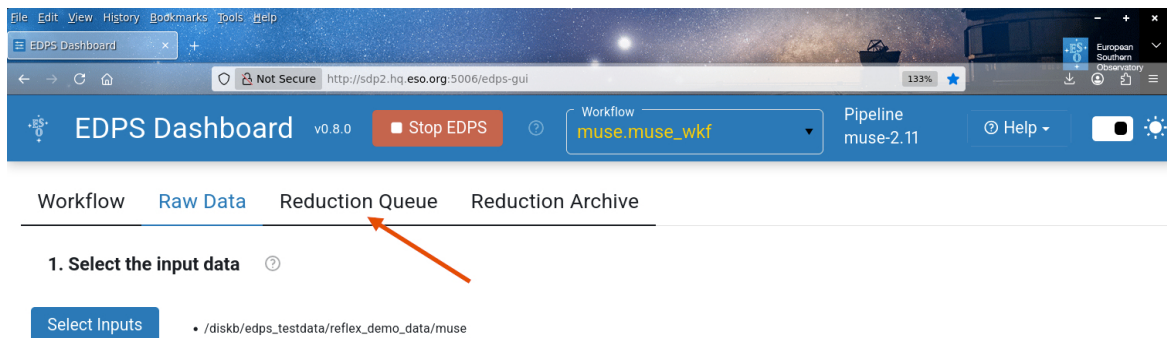 File Edit View History Bookmarks Tools Help
EDPS Dashboard × +
ES
O
European
Southern
Observatory
Not Secure http://sdp2.hq.eso.org:5006/edps-gui 133%
ES
O
EDPS Dashboard v0.8.0 Stop EDPS ? Workflow
muse.muse_wkf
Pipeline
muse-2.11
? Help
Workflow Raw Data Reduction Queue Reduction Archive
1. Select the input data ?
Select Inputs • /diskb/edps_testdata/reflex_demo_data/muse